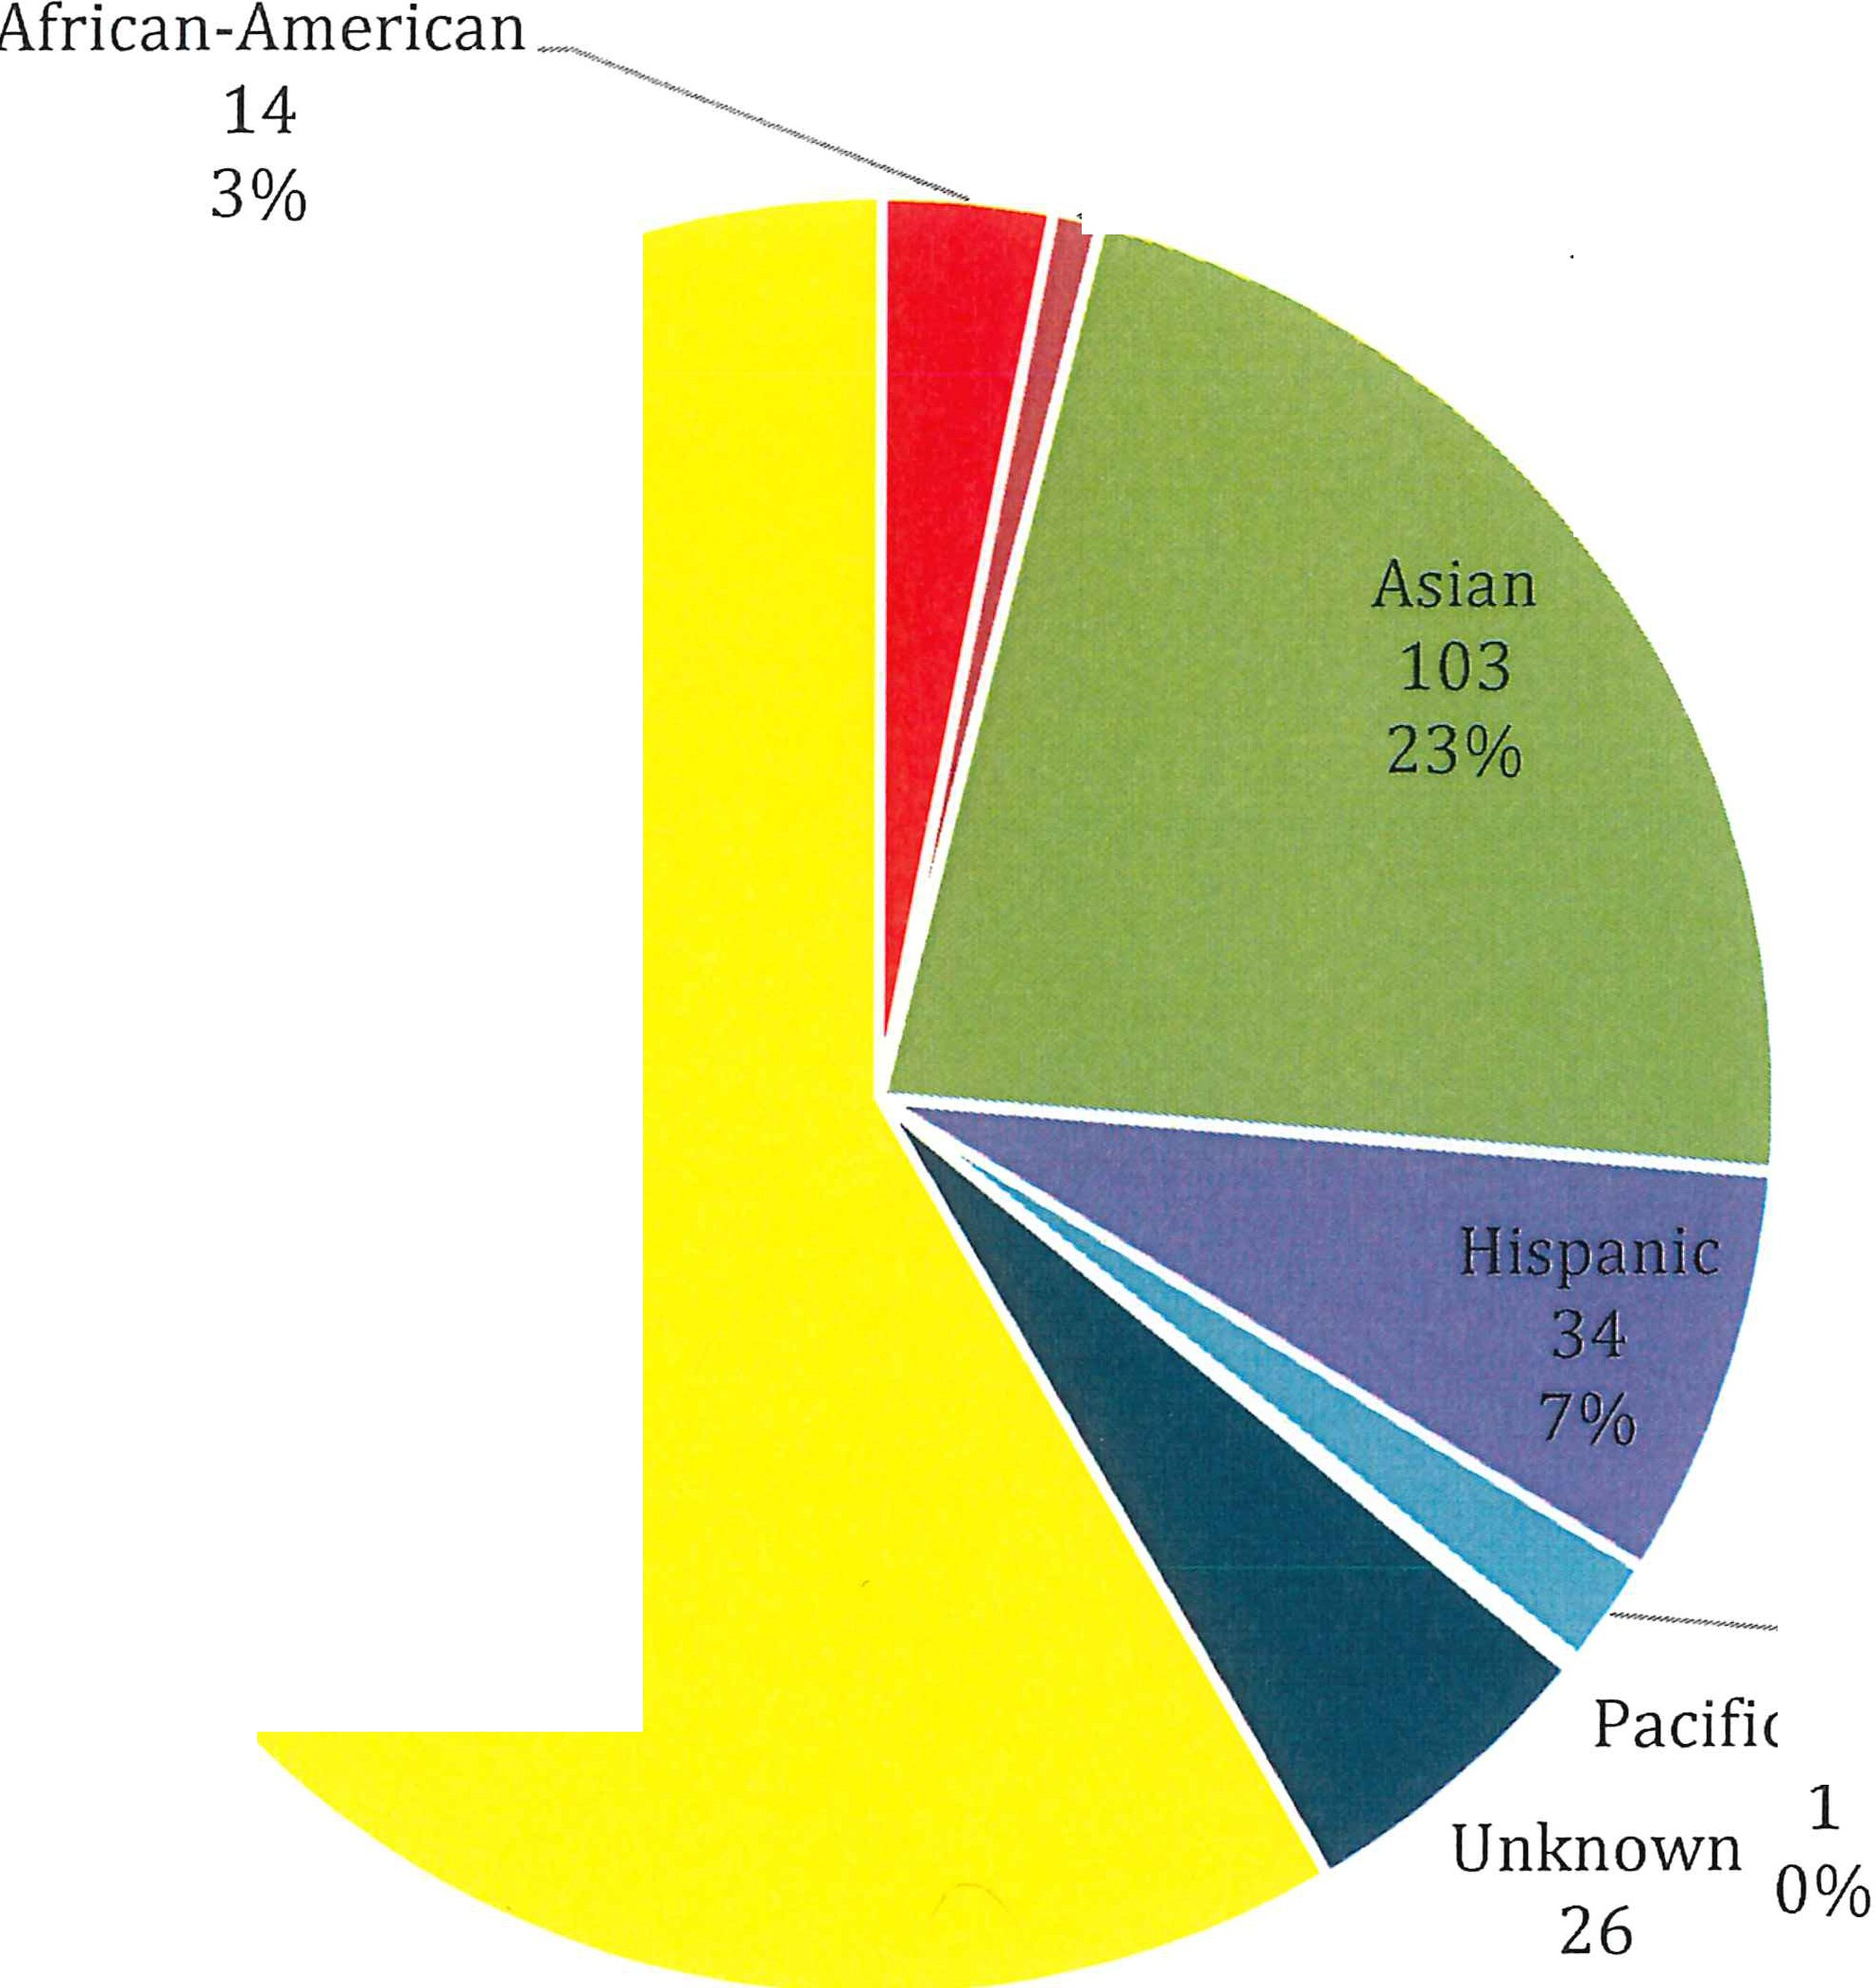 African-American
14
3%
Asian
103
23%
Hispanic
34
7%
Pacific
1
0%
Unknown
26